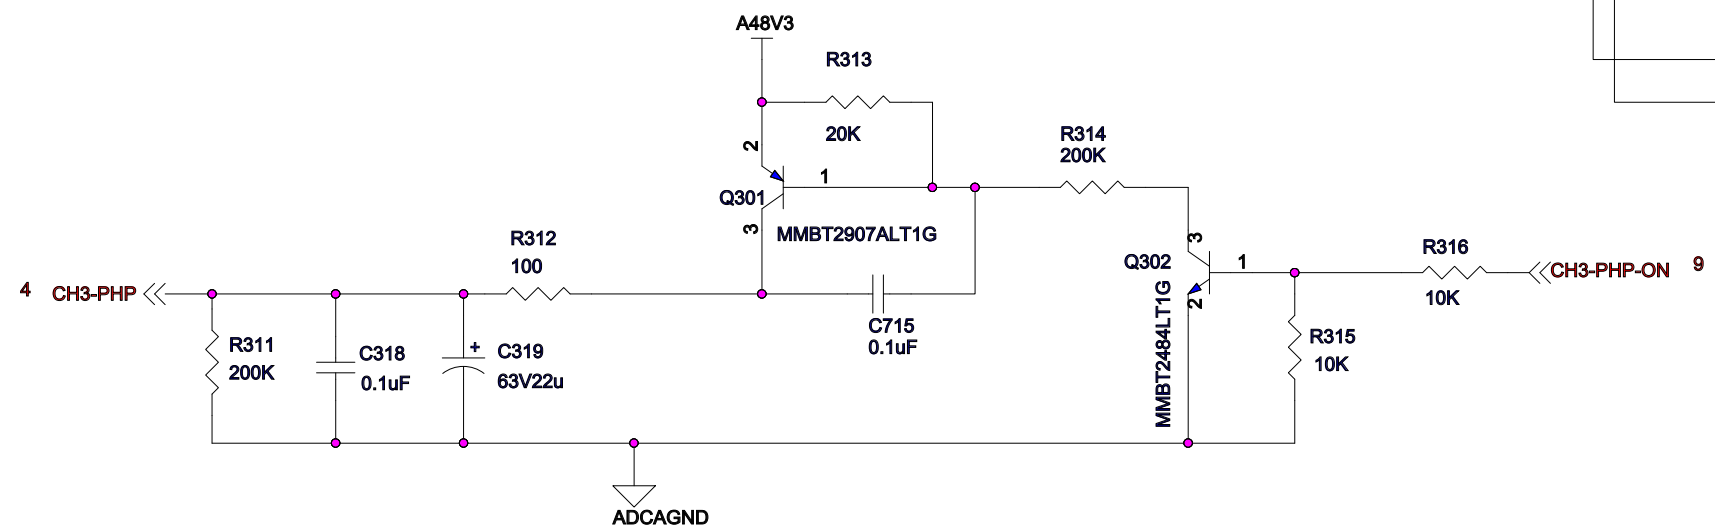 A48V3
R313
20K
2
1
Q301
3
MMBT2907ALT1G
R314
200K
R312
100
3
Q302
1
2
MMBT2484LT1G
R316
10K
CH3-PHP-ON
9
4
CH3-PHP
C715
0.1uF
R311
200K
C318
0.1uF
+
C319
63V22u
R315
10K
ADCAGND